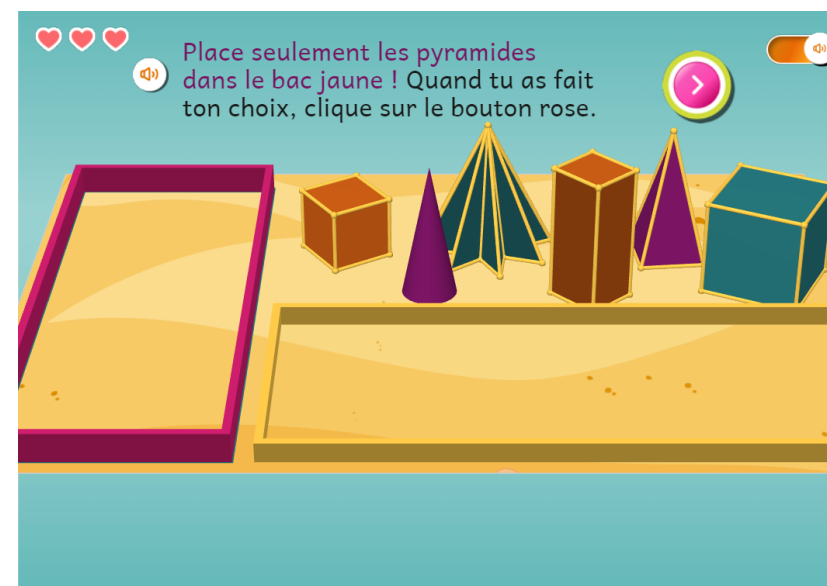 Place seulement les pyramides
dans le bac jaune ! Quand tu as fait
ton choix, clique sur le bouton rose.